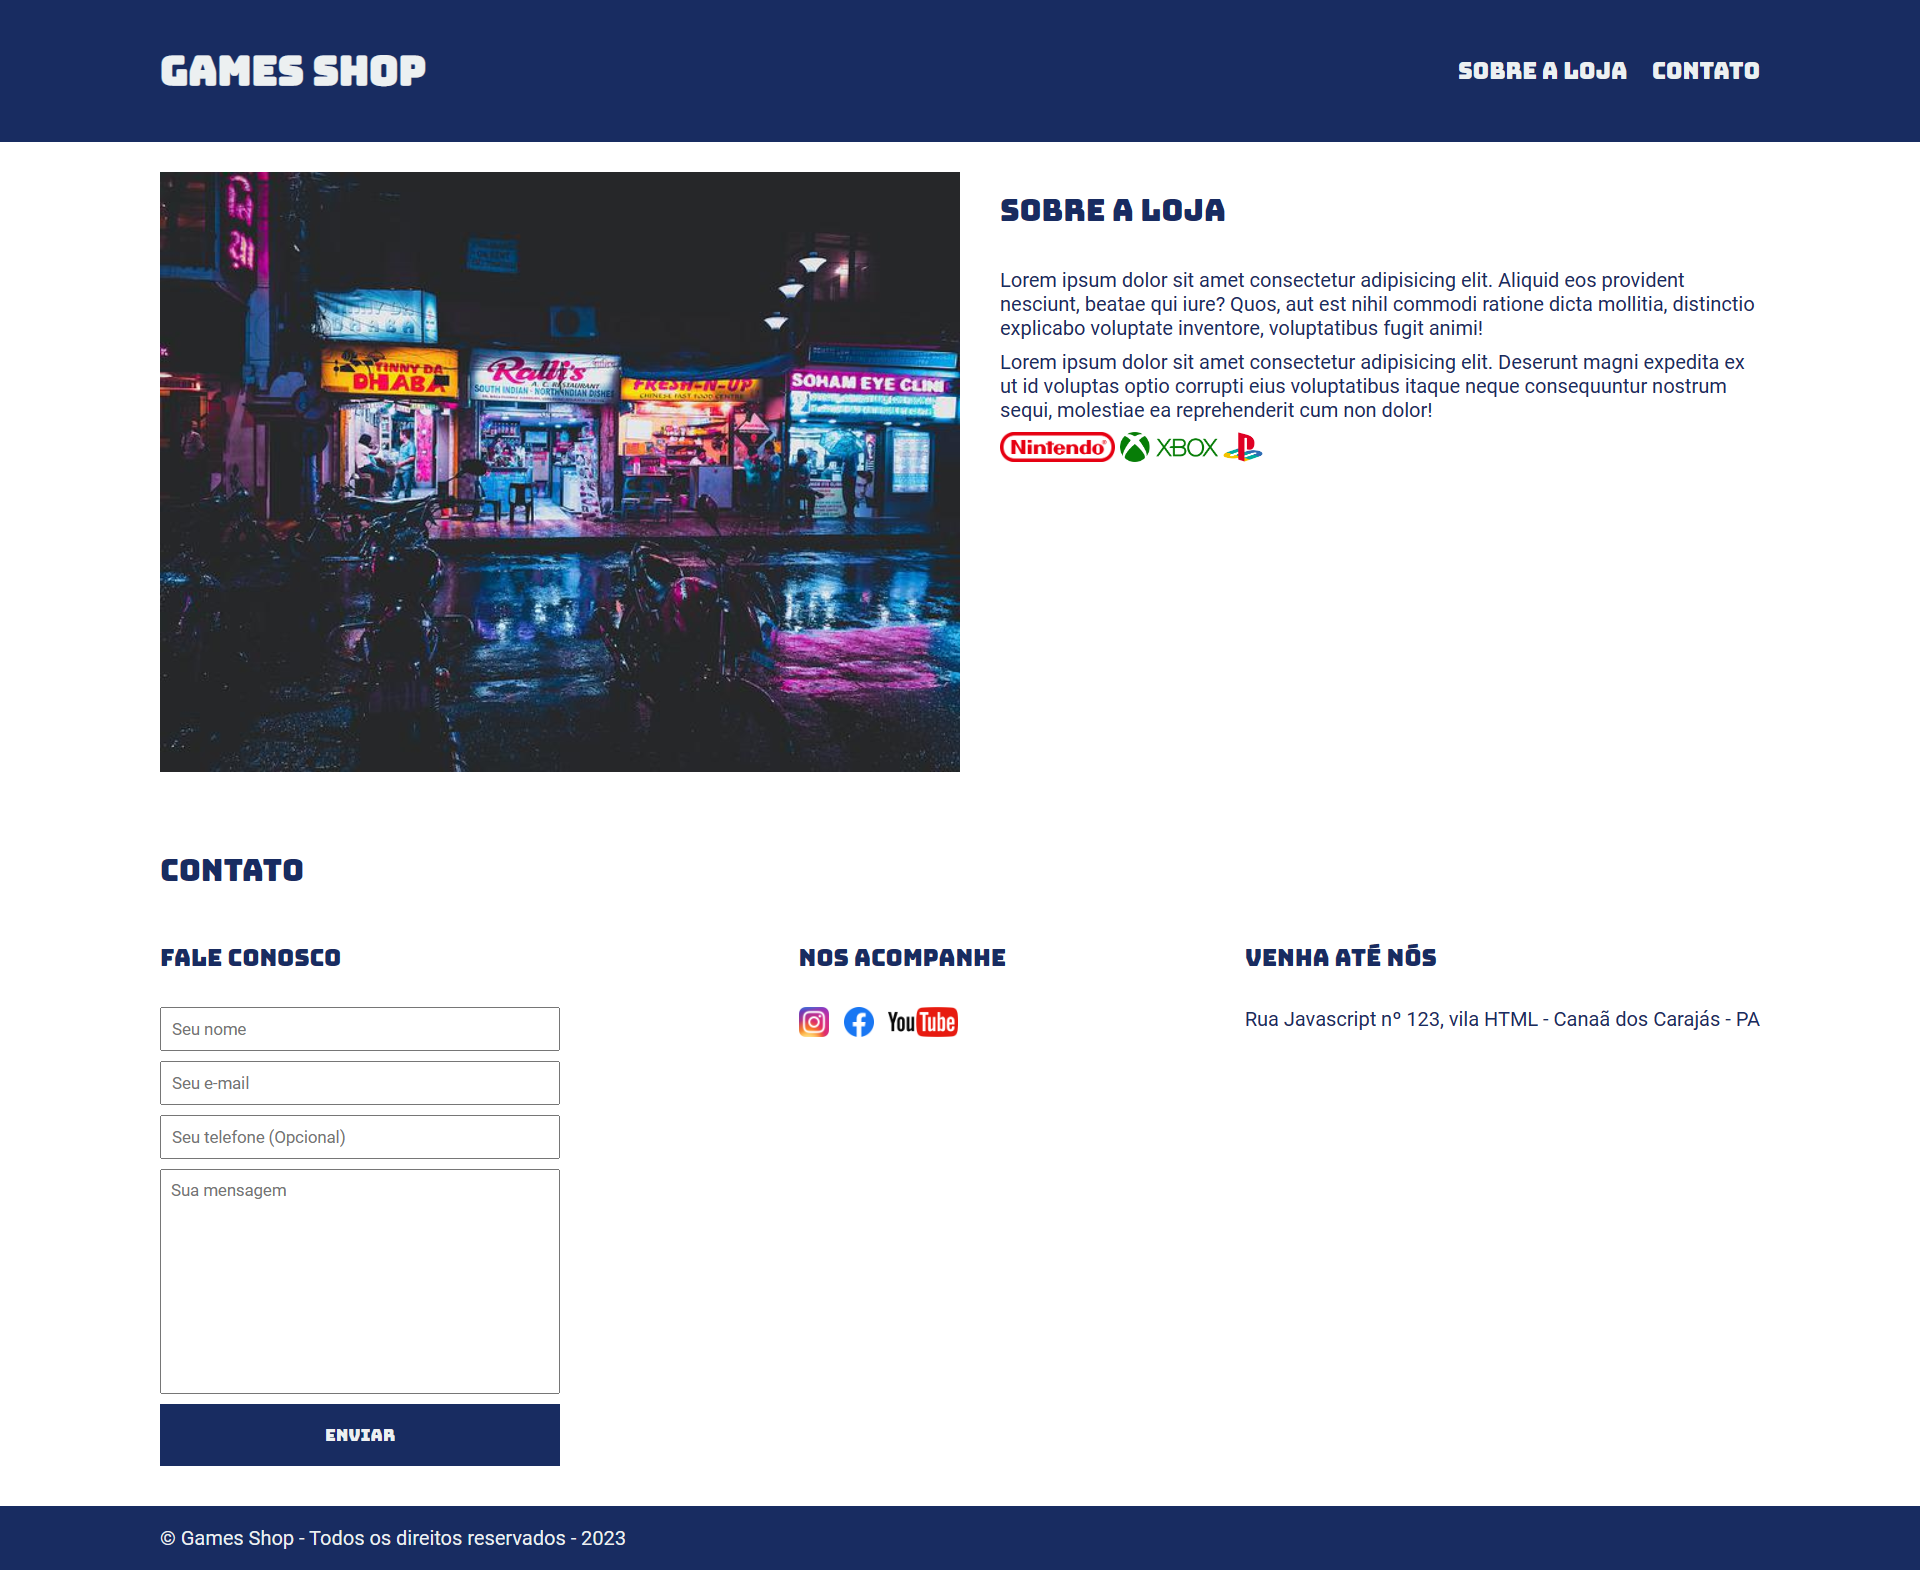 GAMES SHOP
SOBRE A LOJA CONTATO
TINNY DA
DHABA
Ralli's
A. C. RESTAURANT
SOUTH INDIAN - NORTH INDIAN DISHES
FRESH-N-UP
CHINESE FAST FOOD CENTRE
SOHAM EYE CLINI
SOBRE A LOJA
Lorem ipsum dolor sit amet consectetur adipisicing elit. Aliquid eos provident
nesciunt, beatae qui iure? Quos, aut est nihil commodi ratione dicta mollitia, distinctio
explicabo voluptate inventore, voluptatibus fugit animi!
Lorem ipsum dolor sit amet consectetur adipisicing elit. Deserunt magni expedita ex
ut id voluptas optio corrupti eius voluptatibus itaque neque consequuntur nostrum
sequi, molestiae ea reprehenderit cum non dolor!
Nintendo® XBOX
CONTATO
FALE CONOSCO
Seu nome
Seu e-mail
Seu telefone (Opcional)
Sua mensagem
ENVIAR
NOS ACOMPANHE
YouTube
VENHA ATÉ NÓS
Rua Javascript nº 123, vila HTML - Canaã dos Carajás - PA
© Games Shop - Todos os direitos reservados - 2023